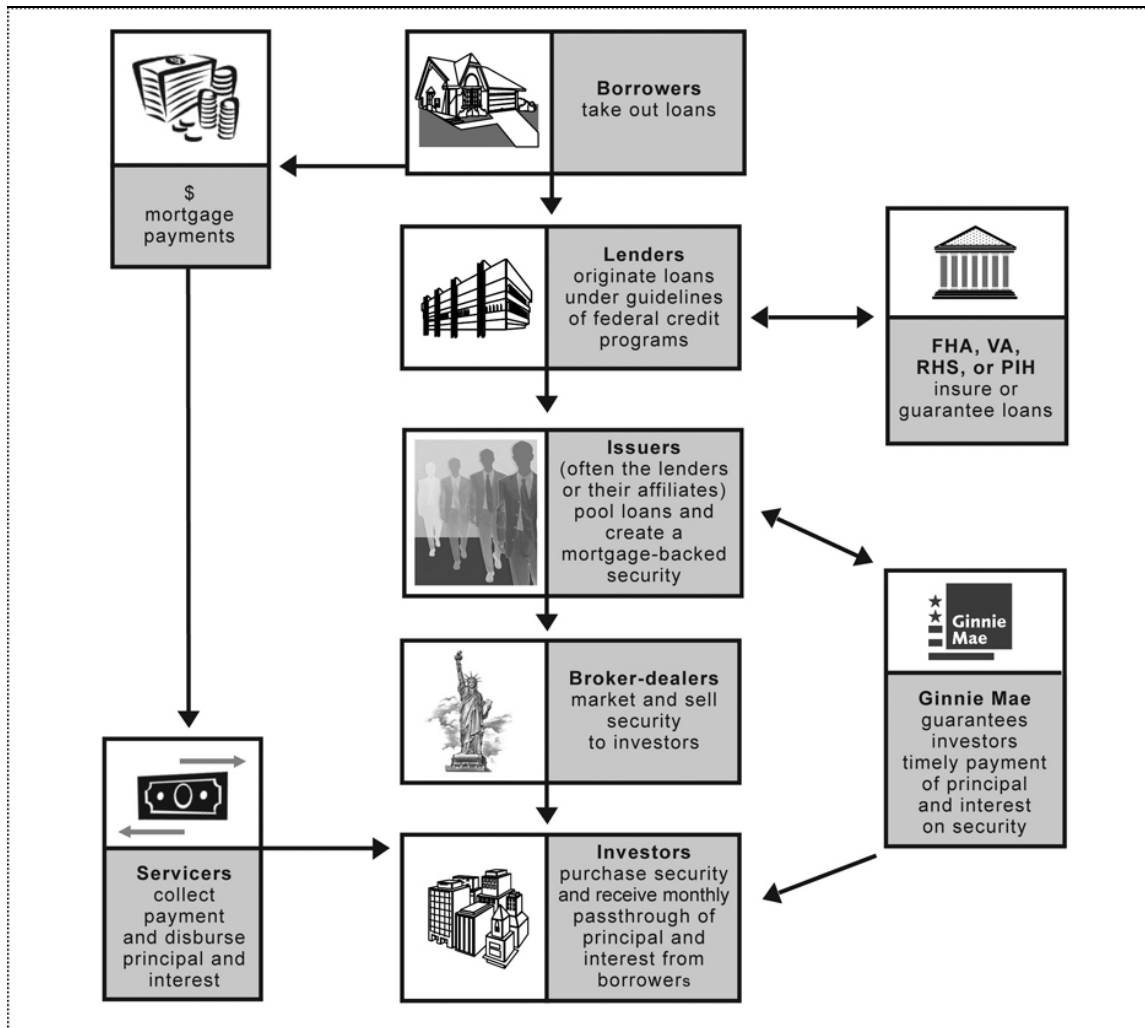 $
mortgage
payments
Borrowers
take out loans
Lenders
originate loans
under guidelines
of federal credit
programs
FHA, VA,
RHS, or PIH
insure or
guarantee loans
Issuers
(often the lenders
or their affiliates)
pool loans and
create a
mortgage-backed
security
Ginnie
Mae
Ginnie Mae
guarantees
investors
timely payment
of principal
and interest
on security
Broker-dealers
market and sell
security
to investors
Servicers
collect
payment
and disburse
principal and
interest
Investors
purchase security
and receive monthly
passthrough of
principal and
interest from
borrowers